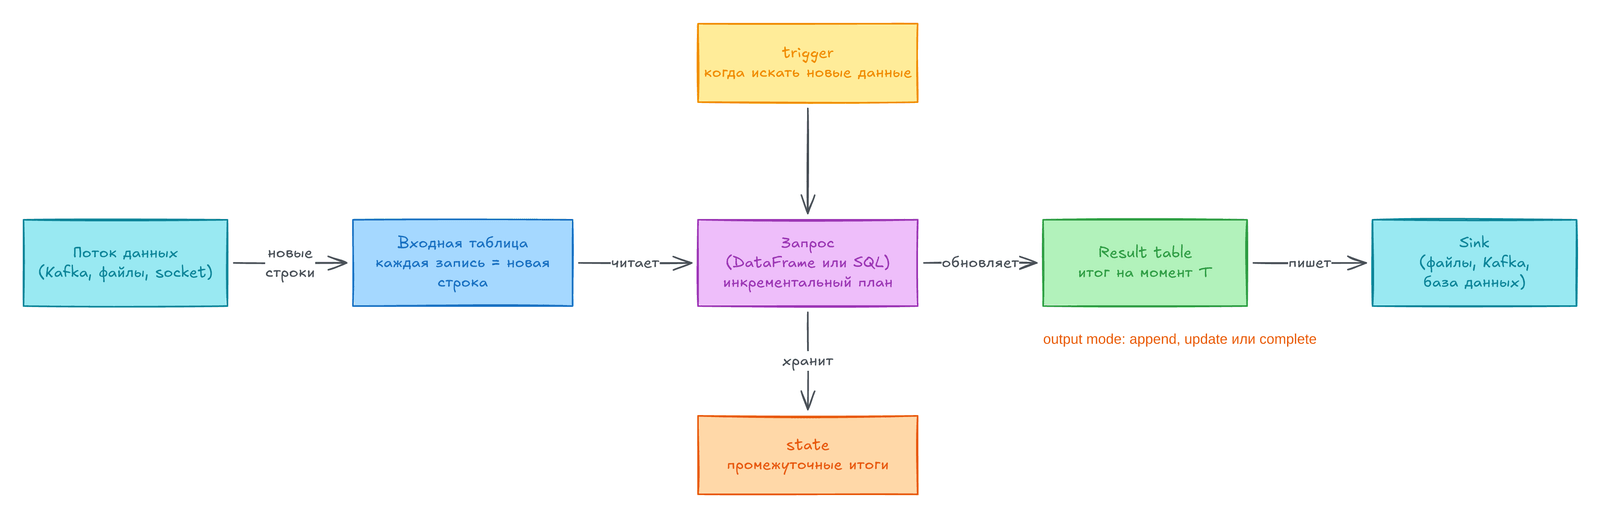 trigger
когда искать новые данные
Поток данных
(Kafka, файлы, socket)
новые
строки
Входная таблица
каждая запись = новая
строка
читает
Запрос
(DataFrame или SQL)
инкрементальный план
обновляет
Result table
итог на момент T
пишет
Sink
(файлы, Kafka,
база данных)
output mode: append, update или complete
хранит
state
промежуточные итоги